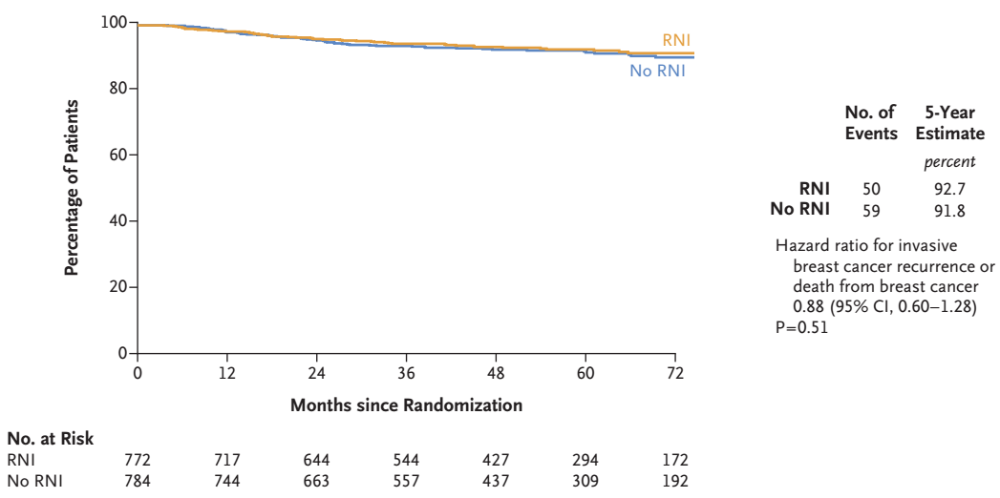 100
80
60
40
20
0
Percentage of Patients
RNI
No RNI
0 12 24 36 48 60 72
Months since Randomization
No. of Events 5-Year Estimate
percent
RNI 50 92.7
No RNI 59 91.8
Hazard ratio for invasive
breast cancer recurrence or
death from breast cancer
0.88 (95% CI, 0.60–1.28)
P=0.51
No. at Risk
RNI 772 717 644 544 427 294 172
No RNI 784 744 663 557 437 309 192